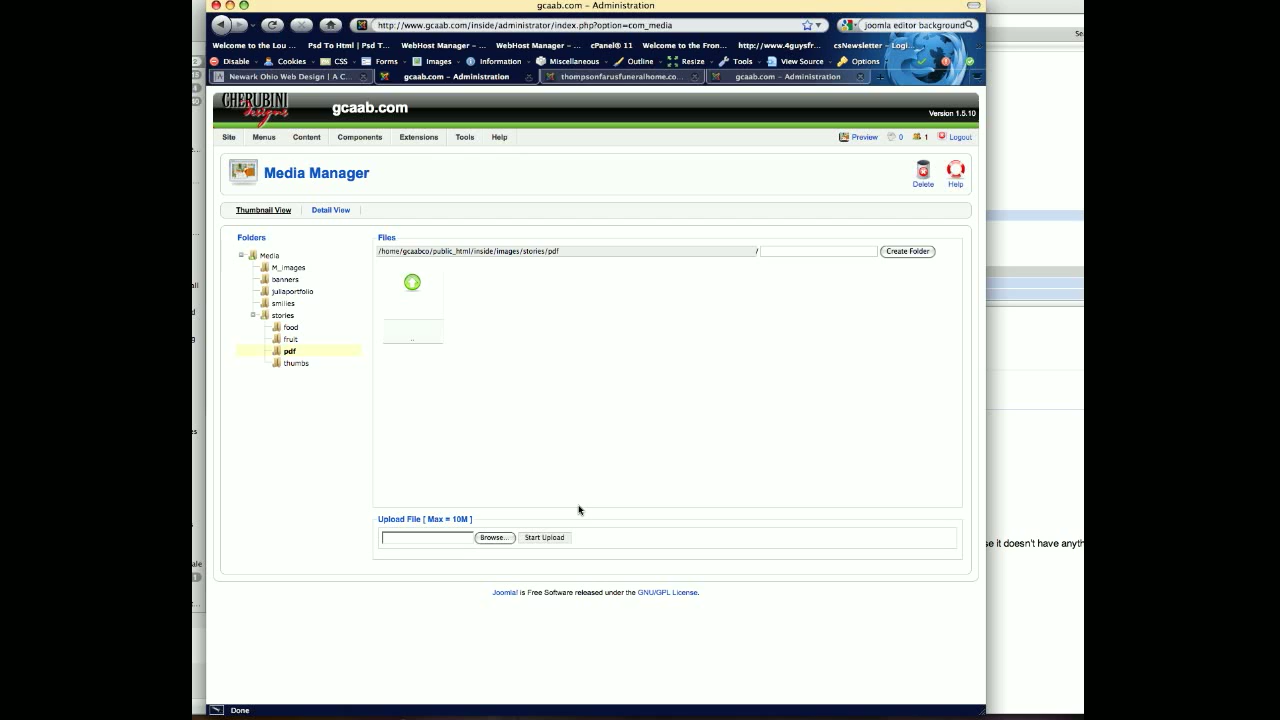 gcaab.com – Administration
http://www.gcaab.com/inside/administrator/index.php?option=com_media
joomla editor background
Welcome to the Lou ... Psd To Html | Psd T... WebHost Manager – ... WebHost Manager – ... cPanel® 11 Welcome to the Fron... http://www.4guysfr... csNewsletter – Logi...
Disable Cookies CSS Forms Images Information Miscellaneous Outline Resize Tools View Source Options
Newark Ohio Web Design | A C... gcaab.com – Administration thompsonfarusfuneralhome.co... gcaab.com – Administration
CHERUBINI designs
gcaab.com
Version 1.5.10
Site Menus Content Components Extensions Tools Help Preview 0 1 Logout
Media Manager
Delete Help
Thumbnail View Detail View
Folders
Media
M_images
banners
juliaportfolio
smilies
stories
food
fruit
pdf
thumbs
Files
/home/gcaabco/public_html/inside/images/stories/pdf / Create Folder
..
Upload File [ Max = 10M ]
Browse... Start Upload
Joomla! is Free Software released under the GNU/GPL License.
se it doesn't have anyth
Done